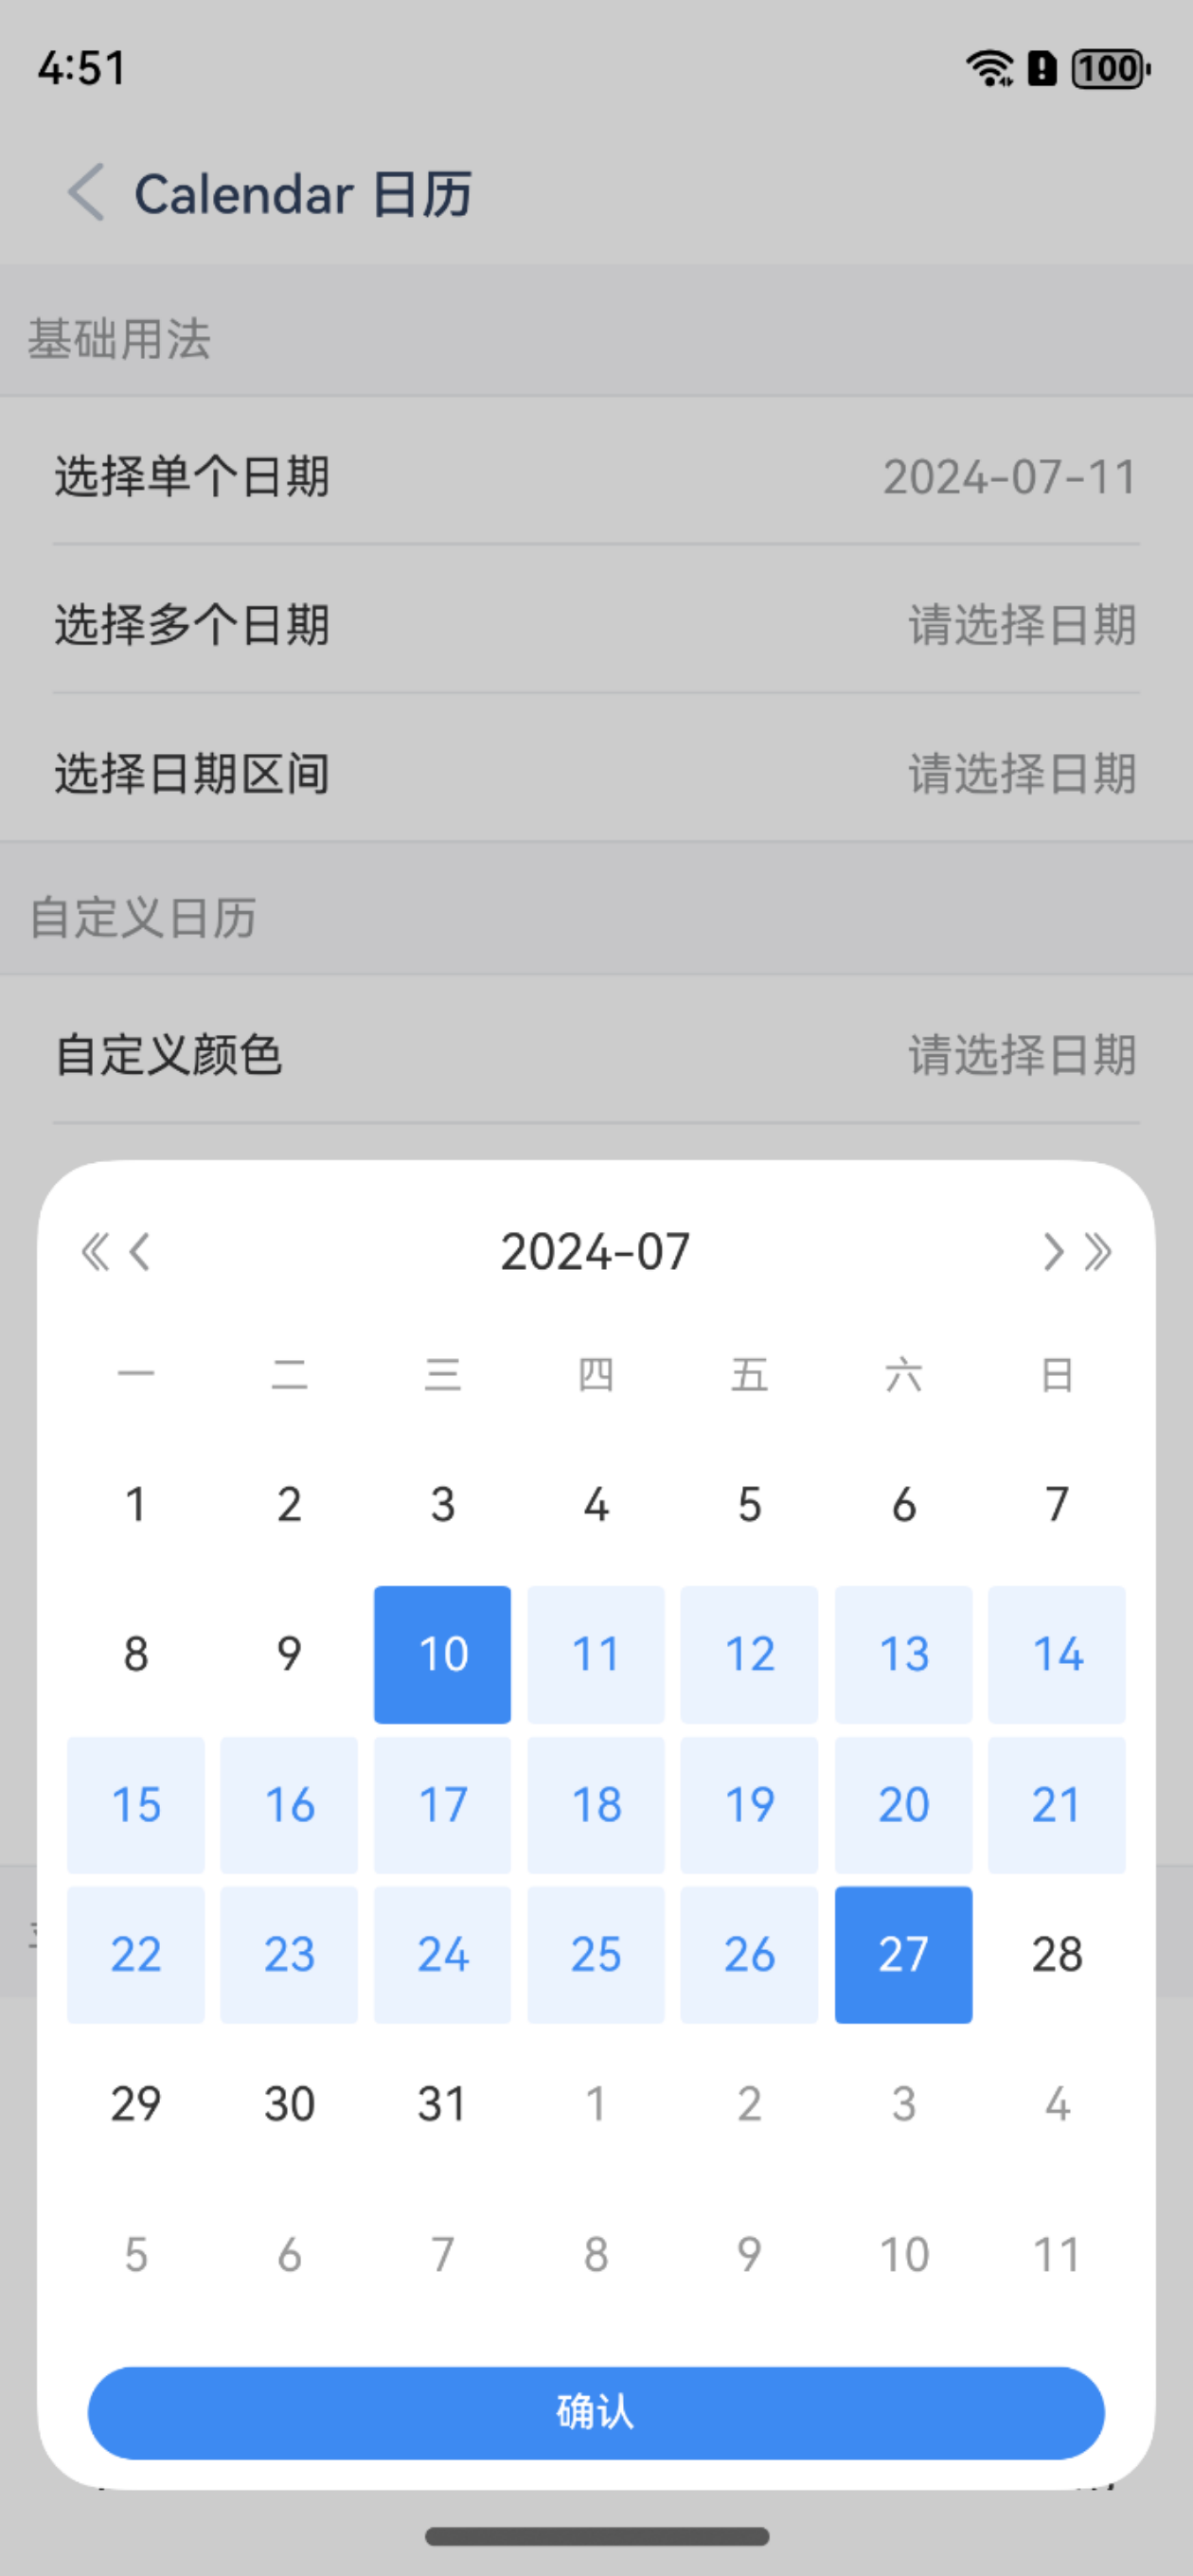 4:51
100
Calendar 日历
基础用法
选择单个日期 2024-07-11
选择多个日期 请选择日期
选择日期区间 请选择日期
自定义日历
自定义颜色 请选择日期
2024-07
一 二 三 四 五 六 日
1 2 3 4 5 6 7
8 9 10 11 12 13 14
15 16 17 18 19 20 21
22 23 24 25 26 27 28
29 30 31 1 2 3 4
5 6 7 8 9 10 11
确认